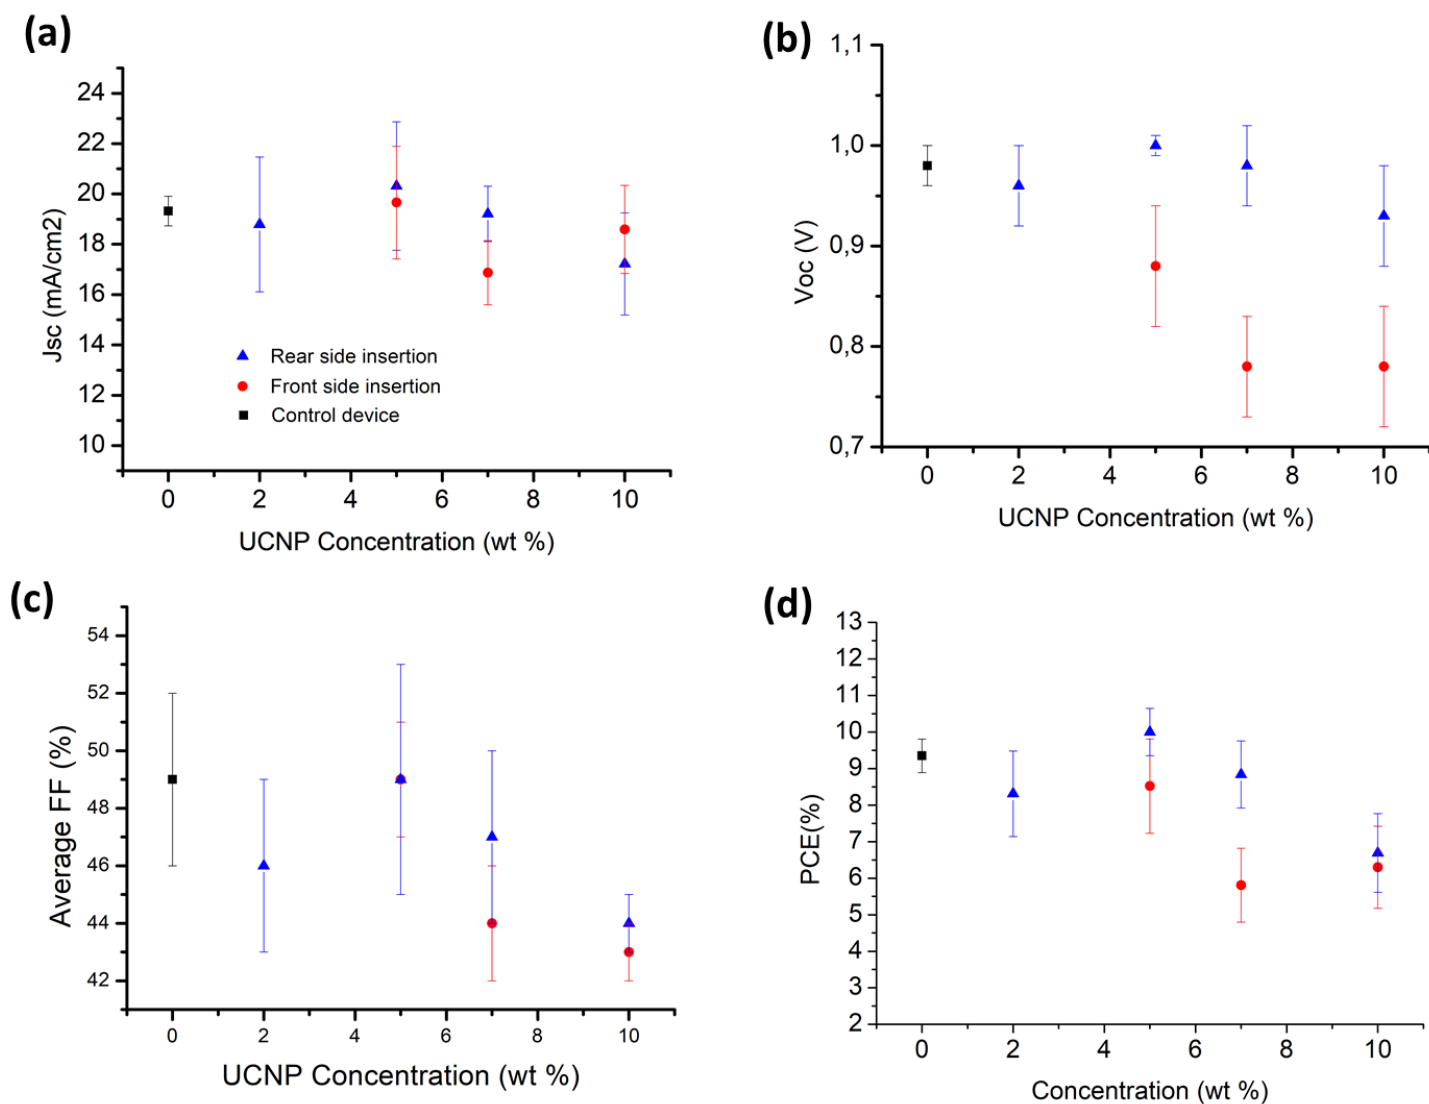 (a)
24
22
20
18
16
14
12
10
Jsc (mA/cm2)
Rear side insertion
Front side insertion
Control device
0 2 4 6 8 10
UCNP Concentration (wt %)
(b)
1,1
1,0
0,9
0,8
0,7
Voc (V)
0 2 4 6 8 10
UCNP Concentration (wt %)
(c)
54
52
50
48
46
44
42
Average FF (%)
0 2 4 6 8 10
UCNP Concentration (wt %)
(d)
13
12
11
10
9
8
7
6
5
4
3
2
PCE(%)
0 2 4 6 8 10
Concentration (wt %)